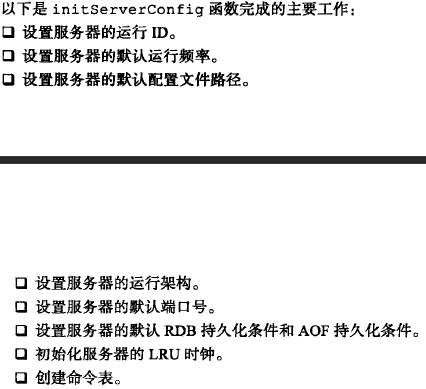 以下是 initServerConfig 函数完成的主要工作：
❑ 设置服务器的运行 ID。
❑ 设置服务器的默认运行频率。
❑ 设置服务器的默认配置文件路径。
❑ 设置服务器的运行架构。
❑ 设置服务器的默认端口号。
❑ 设置服务器的默认 RDB 持久化条件和 AOF 持久化条件。
❑ 初始化服务器的 LRU 时钟。
❑ 创建命令表。